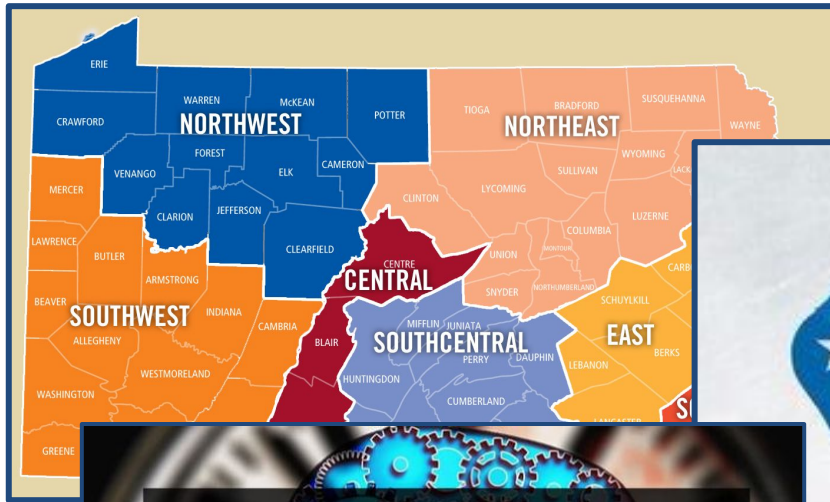 ERIE
WARREN
McKEAN
POTTER
CRAWFORD
NORTHWEST
FOREST
VENANGO
ELK
CAMERON
CLARION
JEFFERSON
CLEARFIELD
TIOGA
BRADFORD
SUSQUEHANNA
WAYNE
NORTHEAST
WYOMING
SULLIVAN
CLINTON
LYCOMING
LUZERNE
COLUMBIA
UNION
MONTOUR
SNYDER
NORTHUMBERLAND
MERCER
LAWRENCE
BUTLER
ARMSTRONG
BEAVER
SOUTHWEST
INDIANA
ALLEGHENY
CAMBRIA
WESTMORELAND
WASHINGTON
GREENE
CENTRE
CENTRAL
BLAIR
MIFFLIN
JUNIATA
SOUTHCENTRAL
PERRY
DAUPHIN
HUNTINGDON
CUMBERLAND
SCHUYLKILL
EAST
BERKS
LEBANON